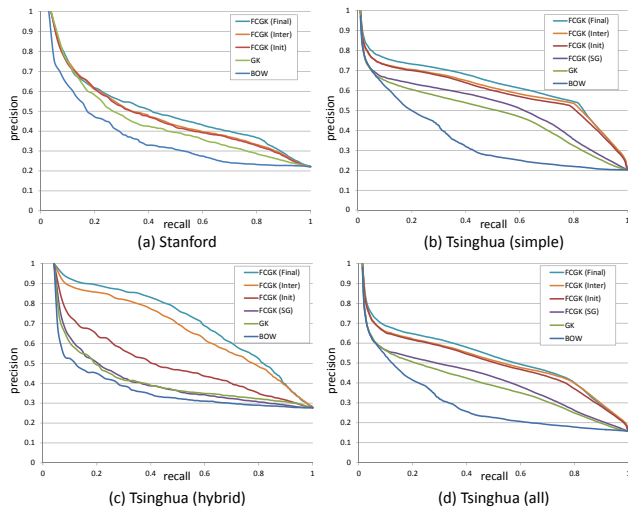 1
FCGK (Final)
0.9
FCGK (Inter)
0.8
FCGK (Init)
0.7
GK
0.6
BOW
0.5
0.4
0.3
0.2
0.1
0
0 0.2 0.4 0.6 0.8 1
precision
recall
(a) Stanford
1
FCGK (Final)
0.9
FCGK (Inter)
0.8
FCGK (Init)
0.7
FCGK (SG)
0.6
GK
0.5
BOW
0.4
0.3
0.2
0.1
0
0 0.2 0.4 0.6 0.8 1
precision
recall
(b) Tsinghua (simple)
1
FCGK (Final)
0.9
FCGK (Inter)
0.8
FCGK (Init)
0.7
FCGK (SG)
0.6
GK
0.5
BOW
0.4
0.3
0.2
0.1
0
0 0.2 0.4 0.6 0.8 1
precision
recall
(c) Tsinghua (hybrid)
1
FCGK (Final)
0.9
FCGK (Inter)
0.8
FCGK (Init)
0.7
FCGK (SG)
0.6
GK
0.5
BOW
0.4
0.3
0.2
0.1
0
0 0.2 0.4 0.6 0.8 1
precision
recall
(d) Tsinghua (all)